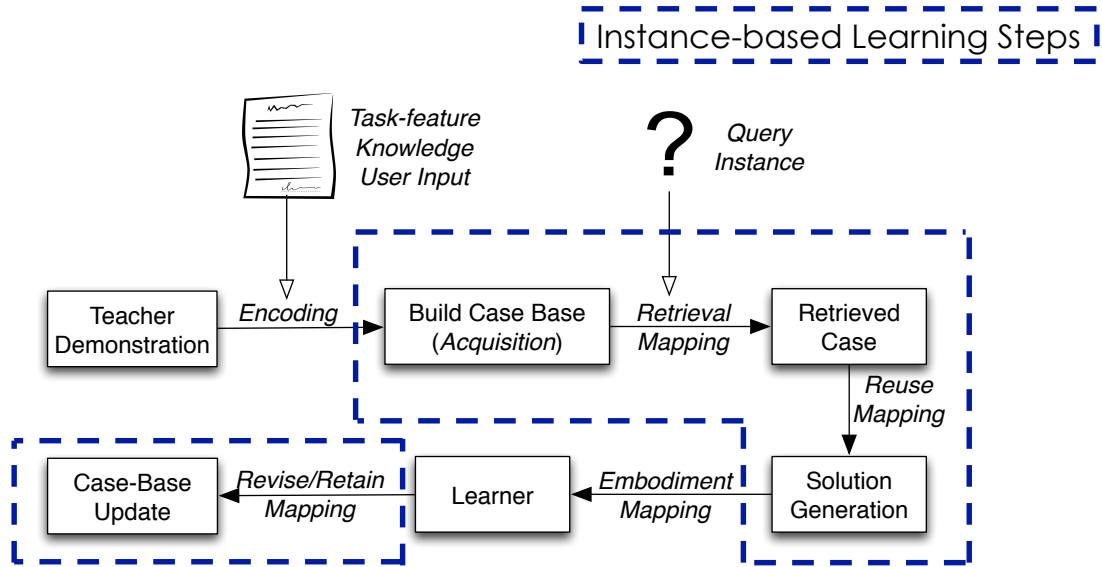 Instance-based Learning Steps
Task-feature
Knowledge
User Input
Query
Instance
Teacher
Demonstration
Encoding
Build Case Base
(Acquisition)
Retrieval
Mapping
Retrieved
Case
Reuse
Mapping
Case-Base
Update
Revise/Retain
Mapping
Learner
Embodiment
Mapping
Solution
Generation
?